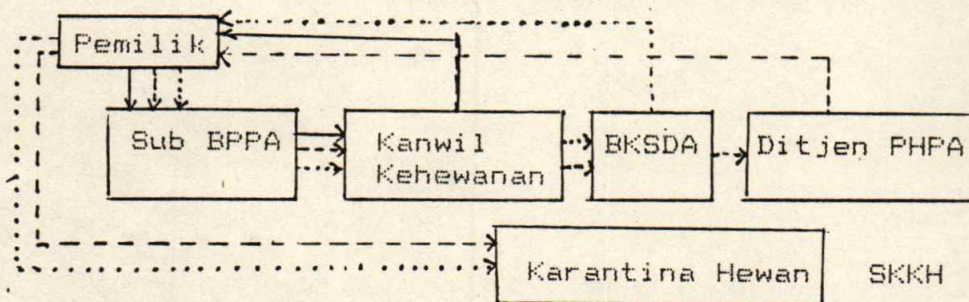 Pemilik
Sub BPPA
Kanwil
Kehewanan
BKSDA
Ditjen PHPA
Karantina Hewan
SKKH